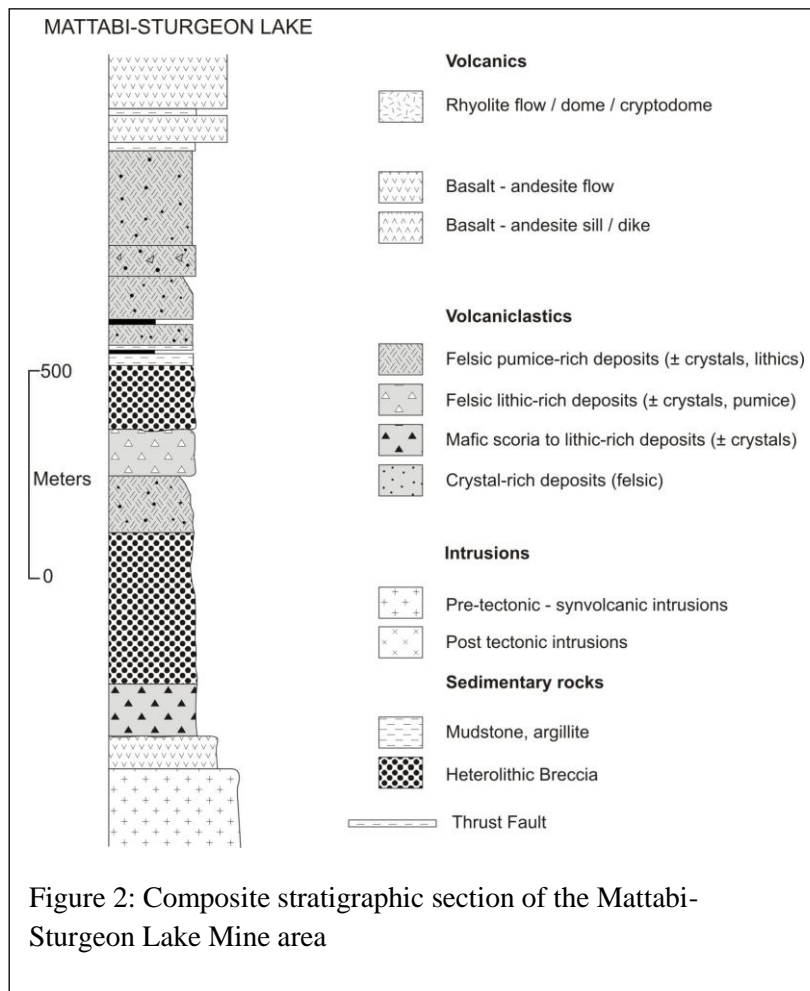 MATTABI-STURGEON LAKE
Volcanics
Rhyolite flow / dome / cryptodome
Basalt - andesite flow
Basalt - andesite sill / dike
Volcaniclastics
Felsic pumice-rich deposits (± crystals, lithics)
500
Felsic lithic-rich deposits (± crystals, pumice)
Mafic scoria to lithic-rich deposits (± crystals)
Meters
Crystal-rich deposits (felsic)
Intrusions
0
Pre-tectonic - synvolcanic intrusions
Post tectonic intrusions
Sedimentary rocks
Mudstone, argillite
Heterolithic Breccia
Thrust Fault
Figure 2: Composite stratigraphic section of the Mattabi-
Sturgeon Lake Mine area